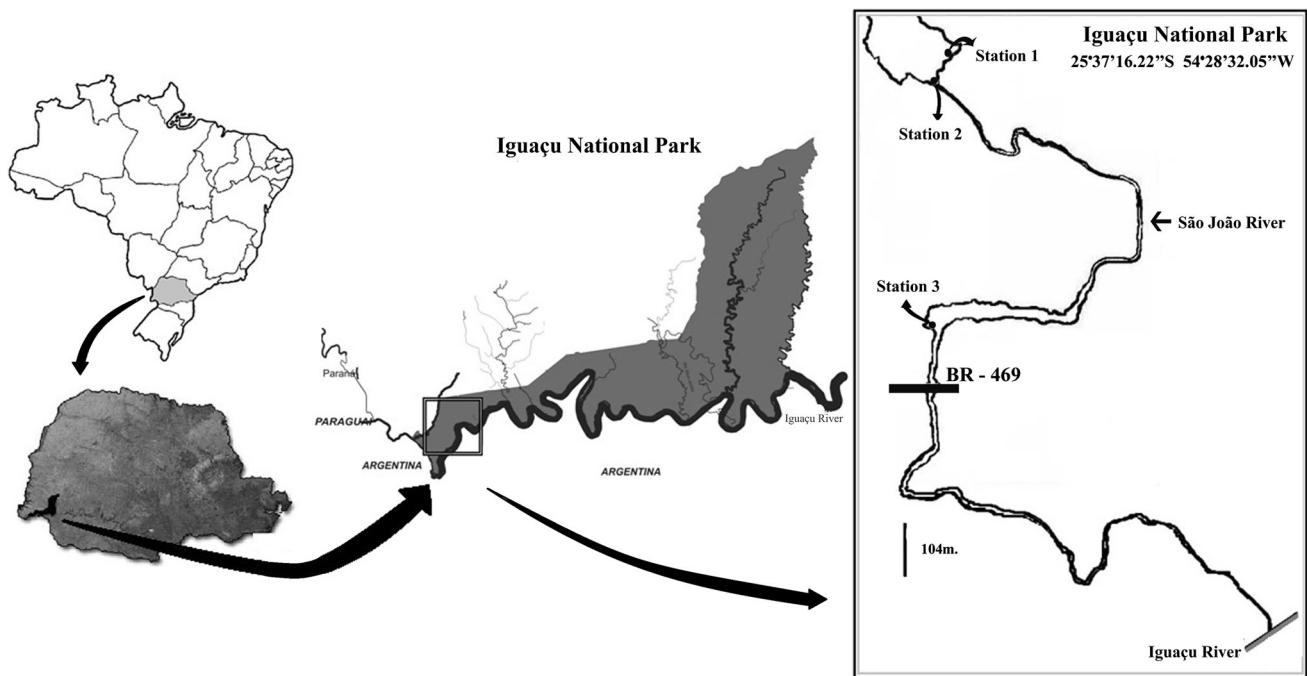 Iguaçu National Park
Paraná
PARAGUAI
ARGENTINA
ARGENTINA
Iguaçu River
Iguaçu National Park
25°37'16.22”S 54°28'32.05”W
Station 1
Station 2
São João River
Station 3
BR - 469
104m.
Iguaçu River